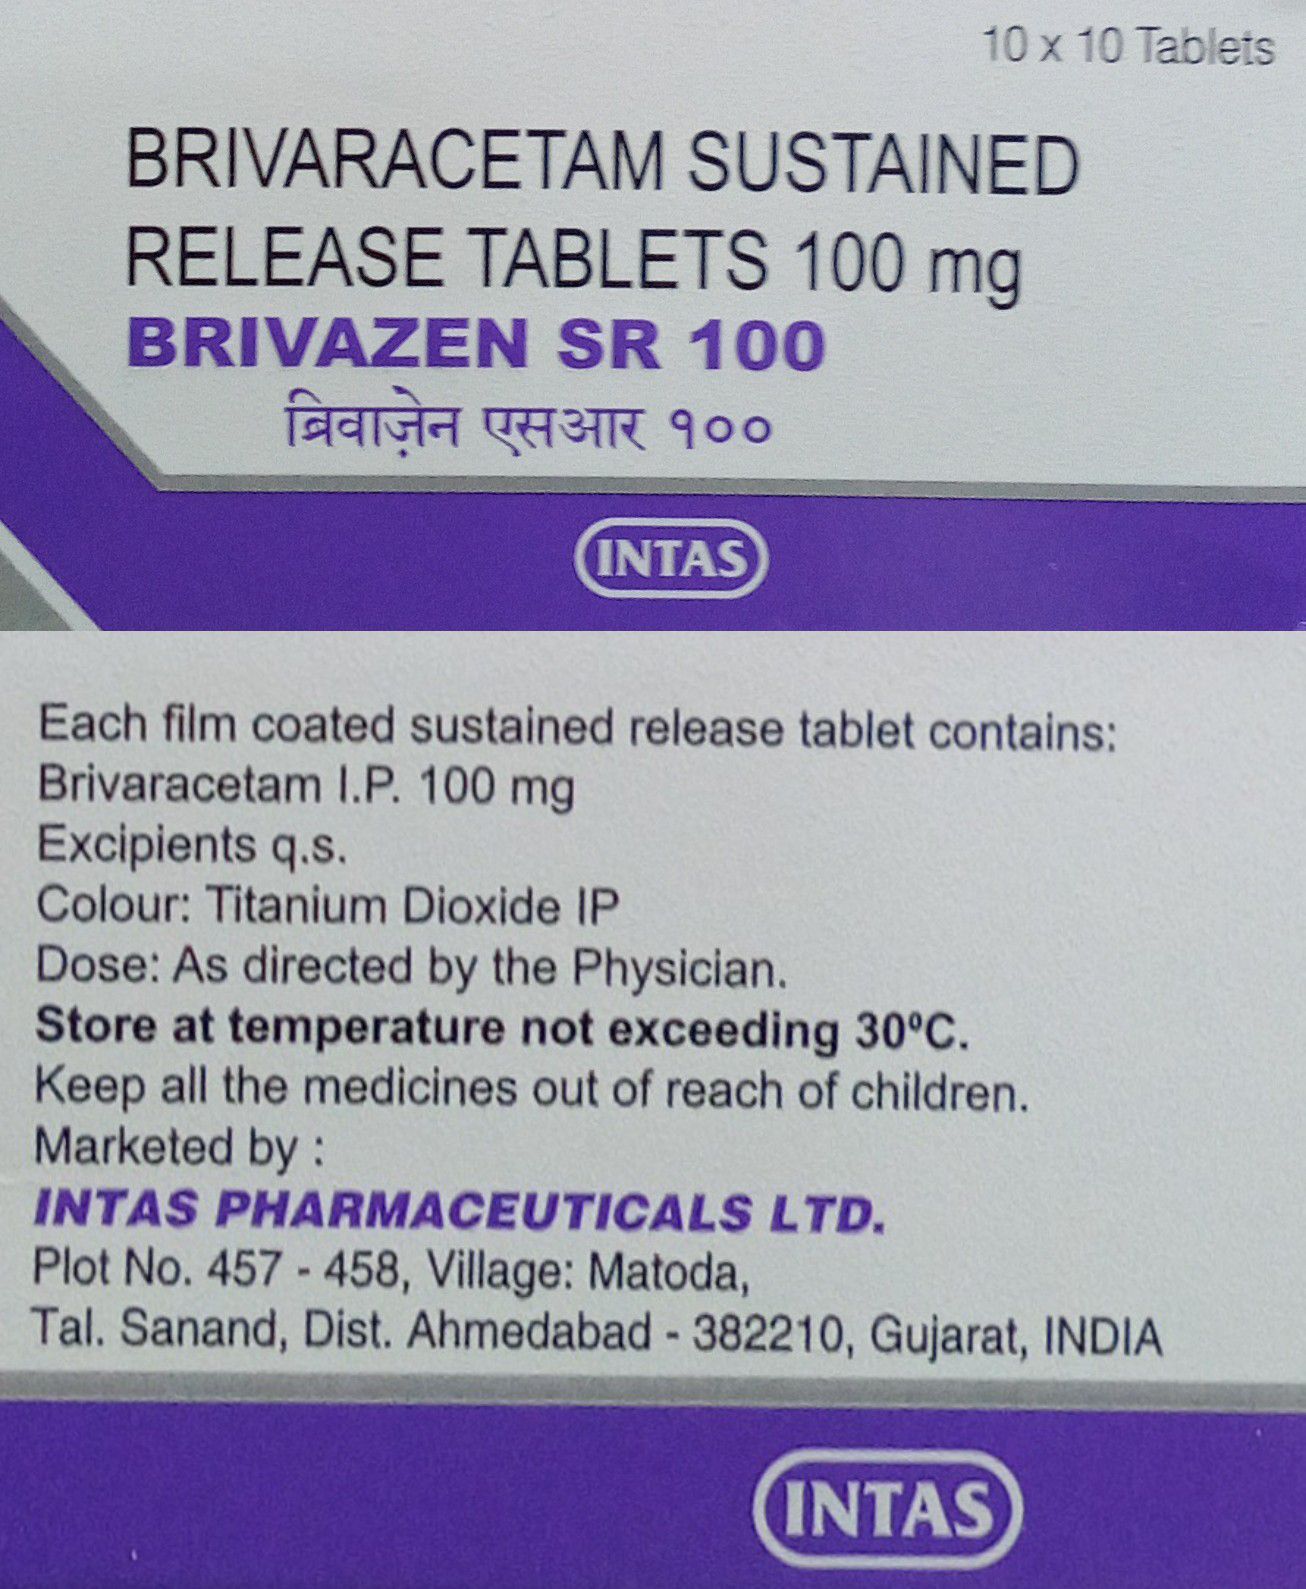 10 x 10 Tablets
BRIVARACETAM SUSTAINED
RELEASE TABLETS 100 mg
BRIVAZEN SR 100
ब्रिवाज़ेन एसआर १००
INTAS
Each film coated sustained release tablet contains:
Brivaracetam I.P. 100 mg
Excipients q.s.
Colour: Titanium Dioxide IP
Dose: As directed by the Physician.
Store at temperature not exceeding 30ºC.
Keep all the medicines out of reach of children.
Marketed by :
INTAS PHARMACEUTICALS LTD.
Plot No. 457 - 458, Village: Matoda,
Tal. Sanand, Dist. Ahmedabad - 382210, Gujarat, INDIA
INTAS